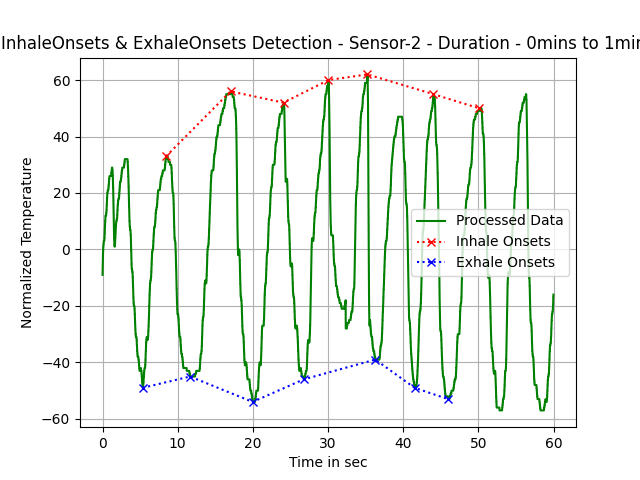 InhaleOnsets & ExhaleOnsets Detection - Sensor-2 - Duration - 0mins to 1min
60
40
20
0
−20
−40
−60
Normalized Temperature
Processed Data
Inhale Onsets
Exhale Onsets
0 10 20 30 40 50 60
Time in sec